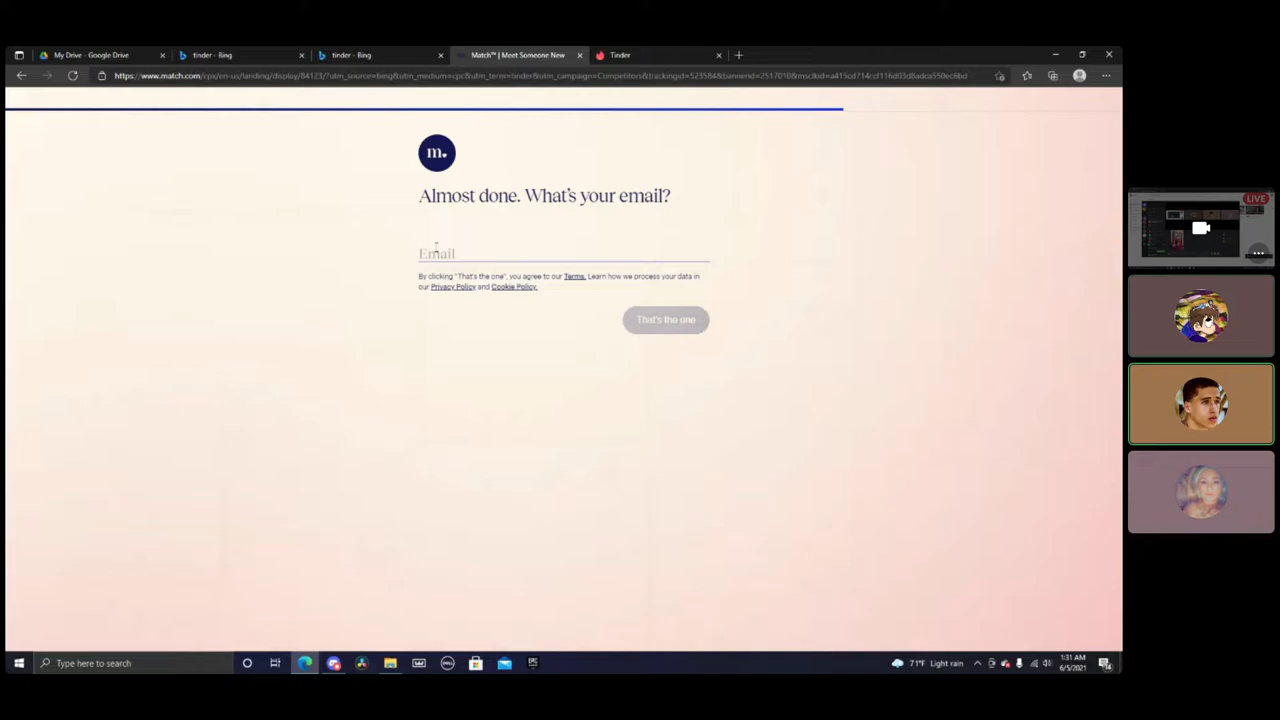 My Drive - Google Drive
tinder - Bing
tinder - Bing
Match™ | Meet Someone New
Tinder
m
Almost done. What's your email?
Email
By clicking "That's the one", you agree to our Terms. Learn how we process your data in
our Privacy Policy and Cookie Policy.
That's the one
LIVE
Type here to search
DELL
EPIC
71°F Light rain
1:31 AM
6/5/2021